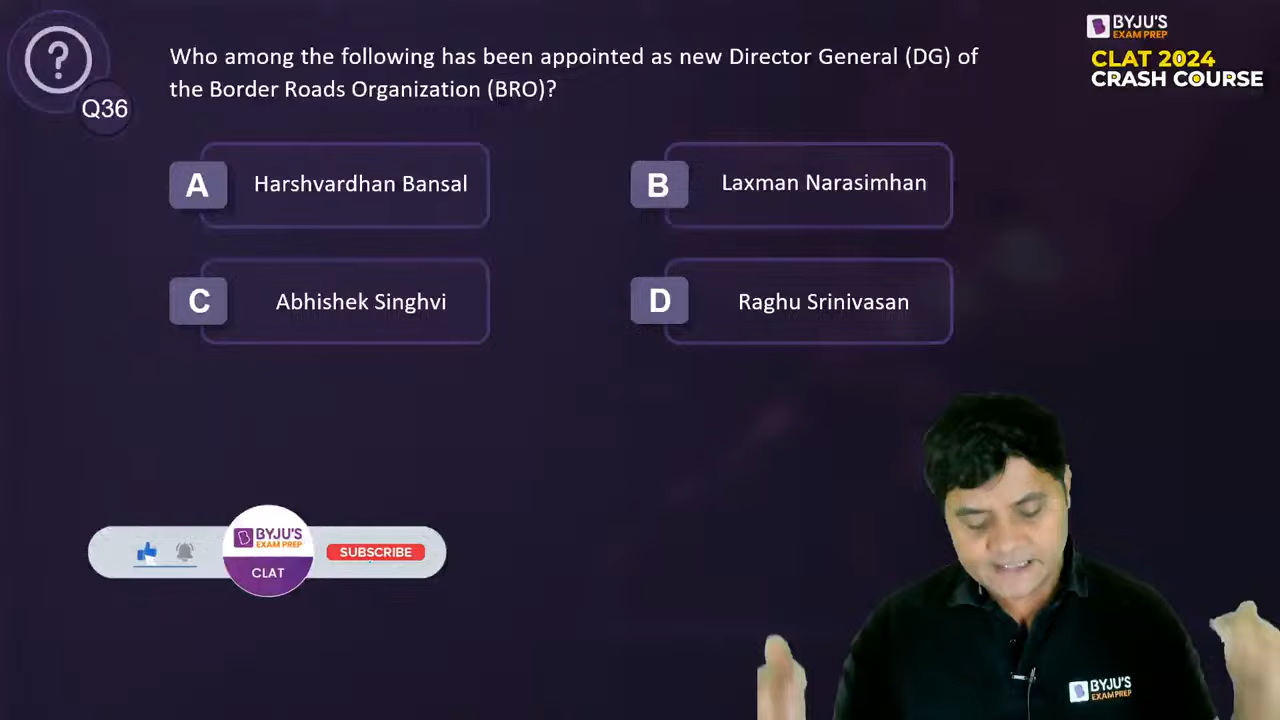 ?
Q36
Who among the following has been appointed as new Director General (DG) of
the Border Roads Organization (BRO)?
BYJU'S
EXAM PREP
CLAT 2024
CRASH COURSE
A
Harshvardhan Bansal
B
Laxman Narasimhan
C
Abhishek Singhvi
D
Raghu Srinivasan
BYJU'S
EXAM PREP
CLAT
SUBSCRIBE
BYJU'S
EXAM PREP